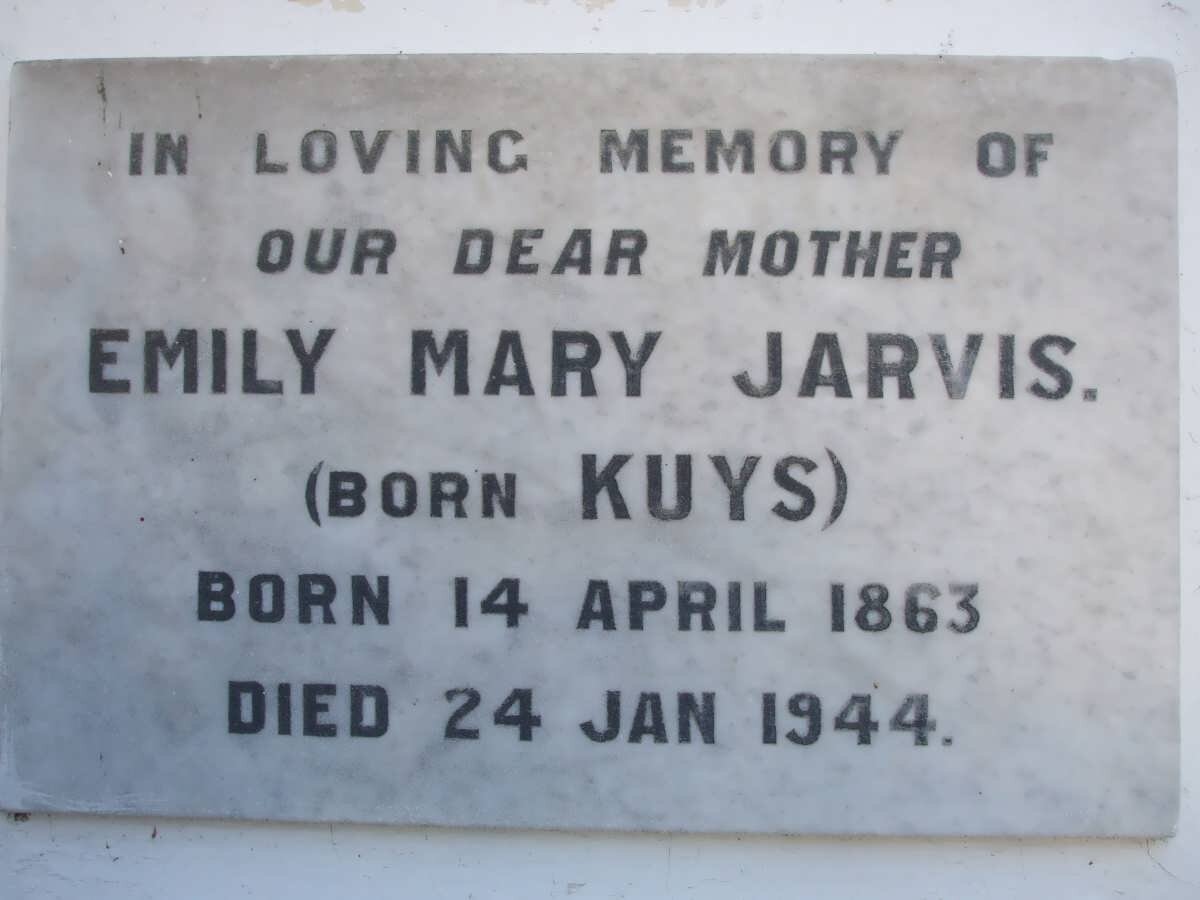 IN LOVING MEMORY OF
OUR DEAR MOTHER
EMILY MARY JARVIS.
(BORN KUYS)
BORN 14 APRIL 1863
DIED 24 JAN 1944.